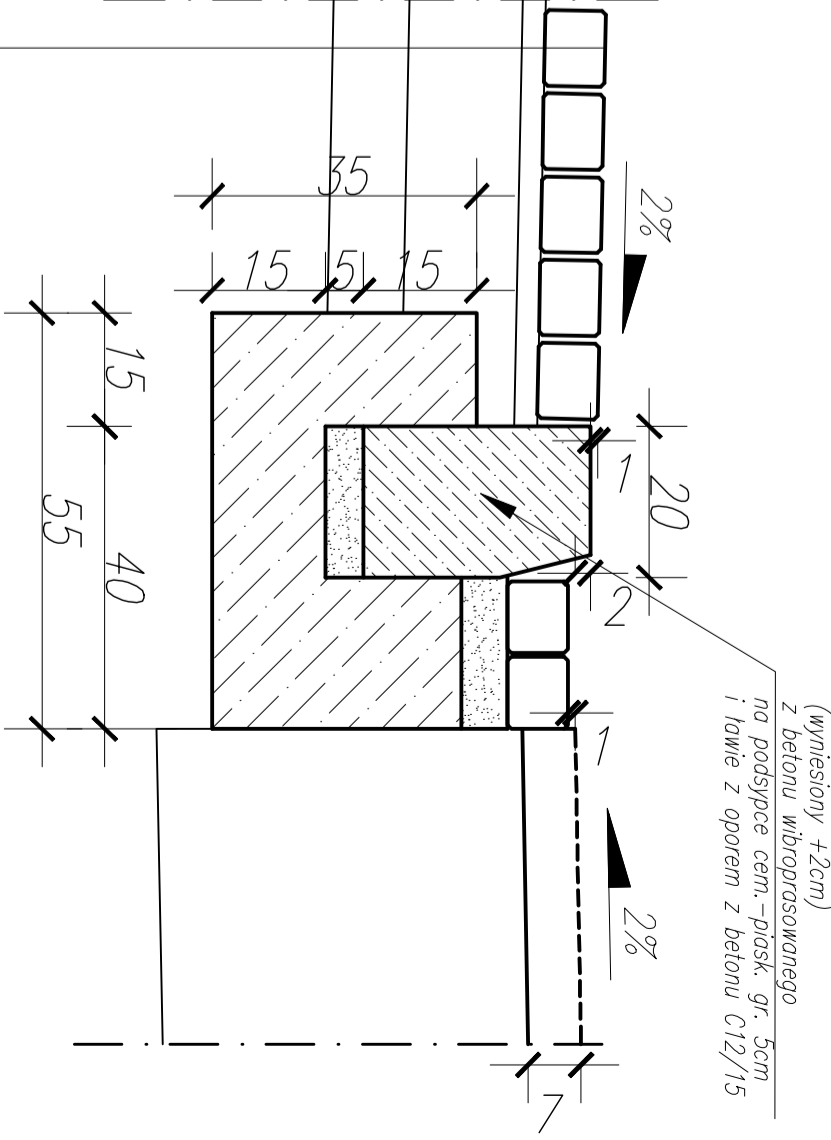 2%
35
15 5 15
15
40
55
1
20
2
1
2%
7
(wyniesiony +2cm)
z betonu wibroprasowanego
na podsypce cem.-piask. gr. 5cm
i ławie z oporem z betonu C12/15